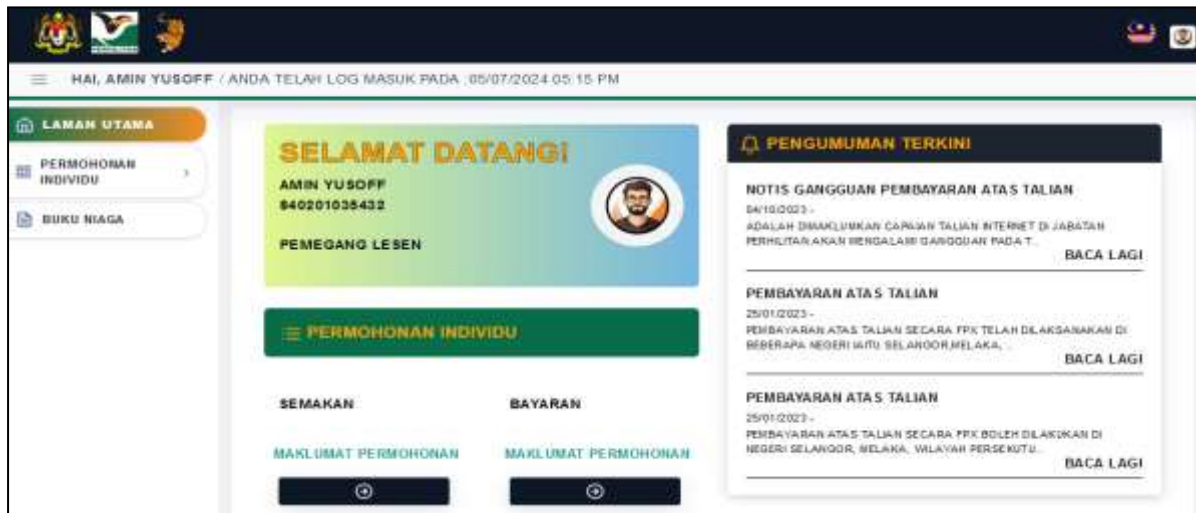 HAI, AMIN YUSOFF / ANDA TELAH LOG MASUK PADA :05/07/2024 05:15 PM
LAMAN UTAMA
PERMOHONAN
INDIVIDU
BUKU NIAGA
SELAMAT DATANG!
AMIN YUSOFF
840201035432
PEMEGANG LESEN
PERMOHONAN INDIVIDU
SEMAKAN
MAKLUMAT PERMOHONAN
BAYARAN
MAKLUMAT PERMOHONAN
PENGUMUMAN TERKINI
NOTIS GANGGUAN PEMBAYARAN ATAS TALIAN
04/10/2023 -
ADALAH DIMAKLUMKAN CAPAIAN TALIAN INTERNET DI JABATAN
PERHILITAN AKAN MENGALAMI GANGGUAN PADA T...
BACA LAGI
PEMBAYARAN ATAS TALIAN
25/01/2023 -
PEMBAYARAN ATAS TALIAN SECARA FPX TELAH DILAKSANAKAN DI
BEBERAPA NEGERI IAITU SELANGOR,MELAKA, ...
BACA LAGI
PEMBAYARAN ATAS TALIAN
25/01/2023 -
PEMBAYARAN ATAS TALIAN SECARA FPX BOLEH DILAKUKAN DI
NEGERI SELANGOR, MELAKA, WILAYAH PERSEKUTU...
BACA LAGI